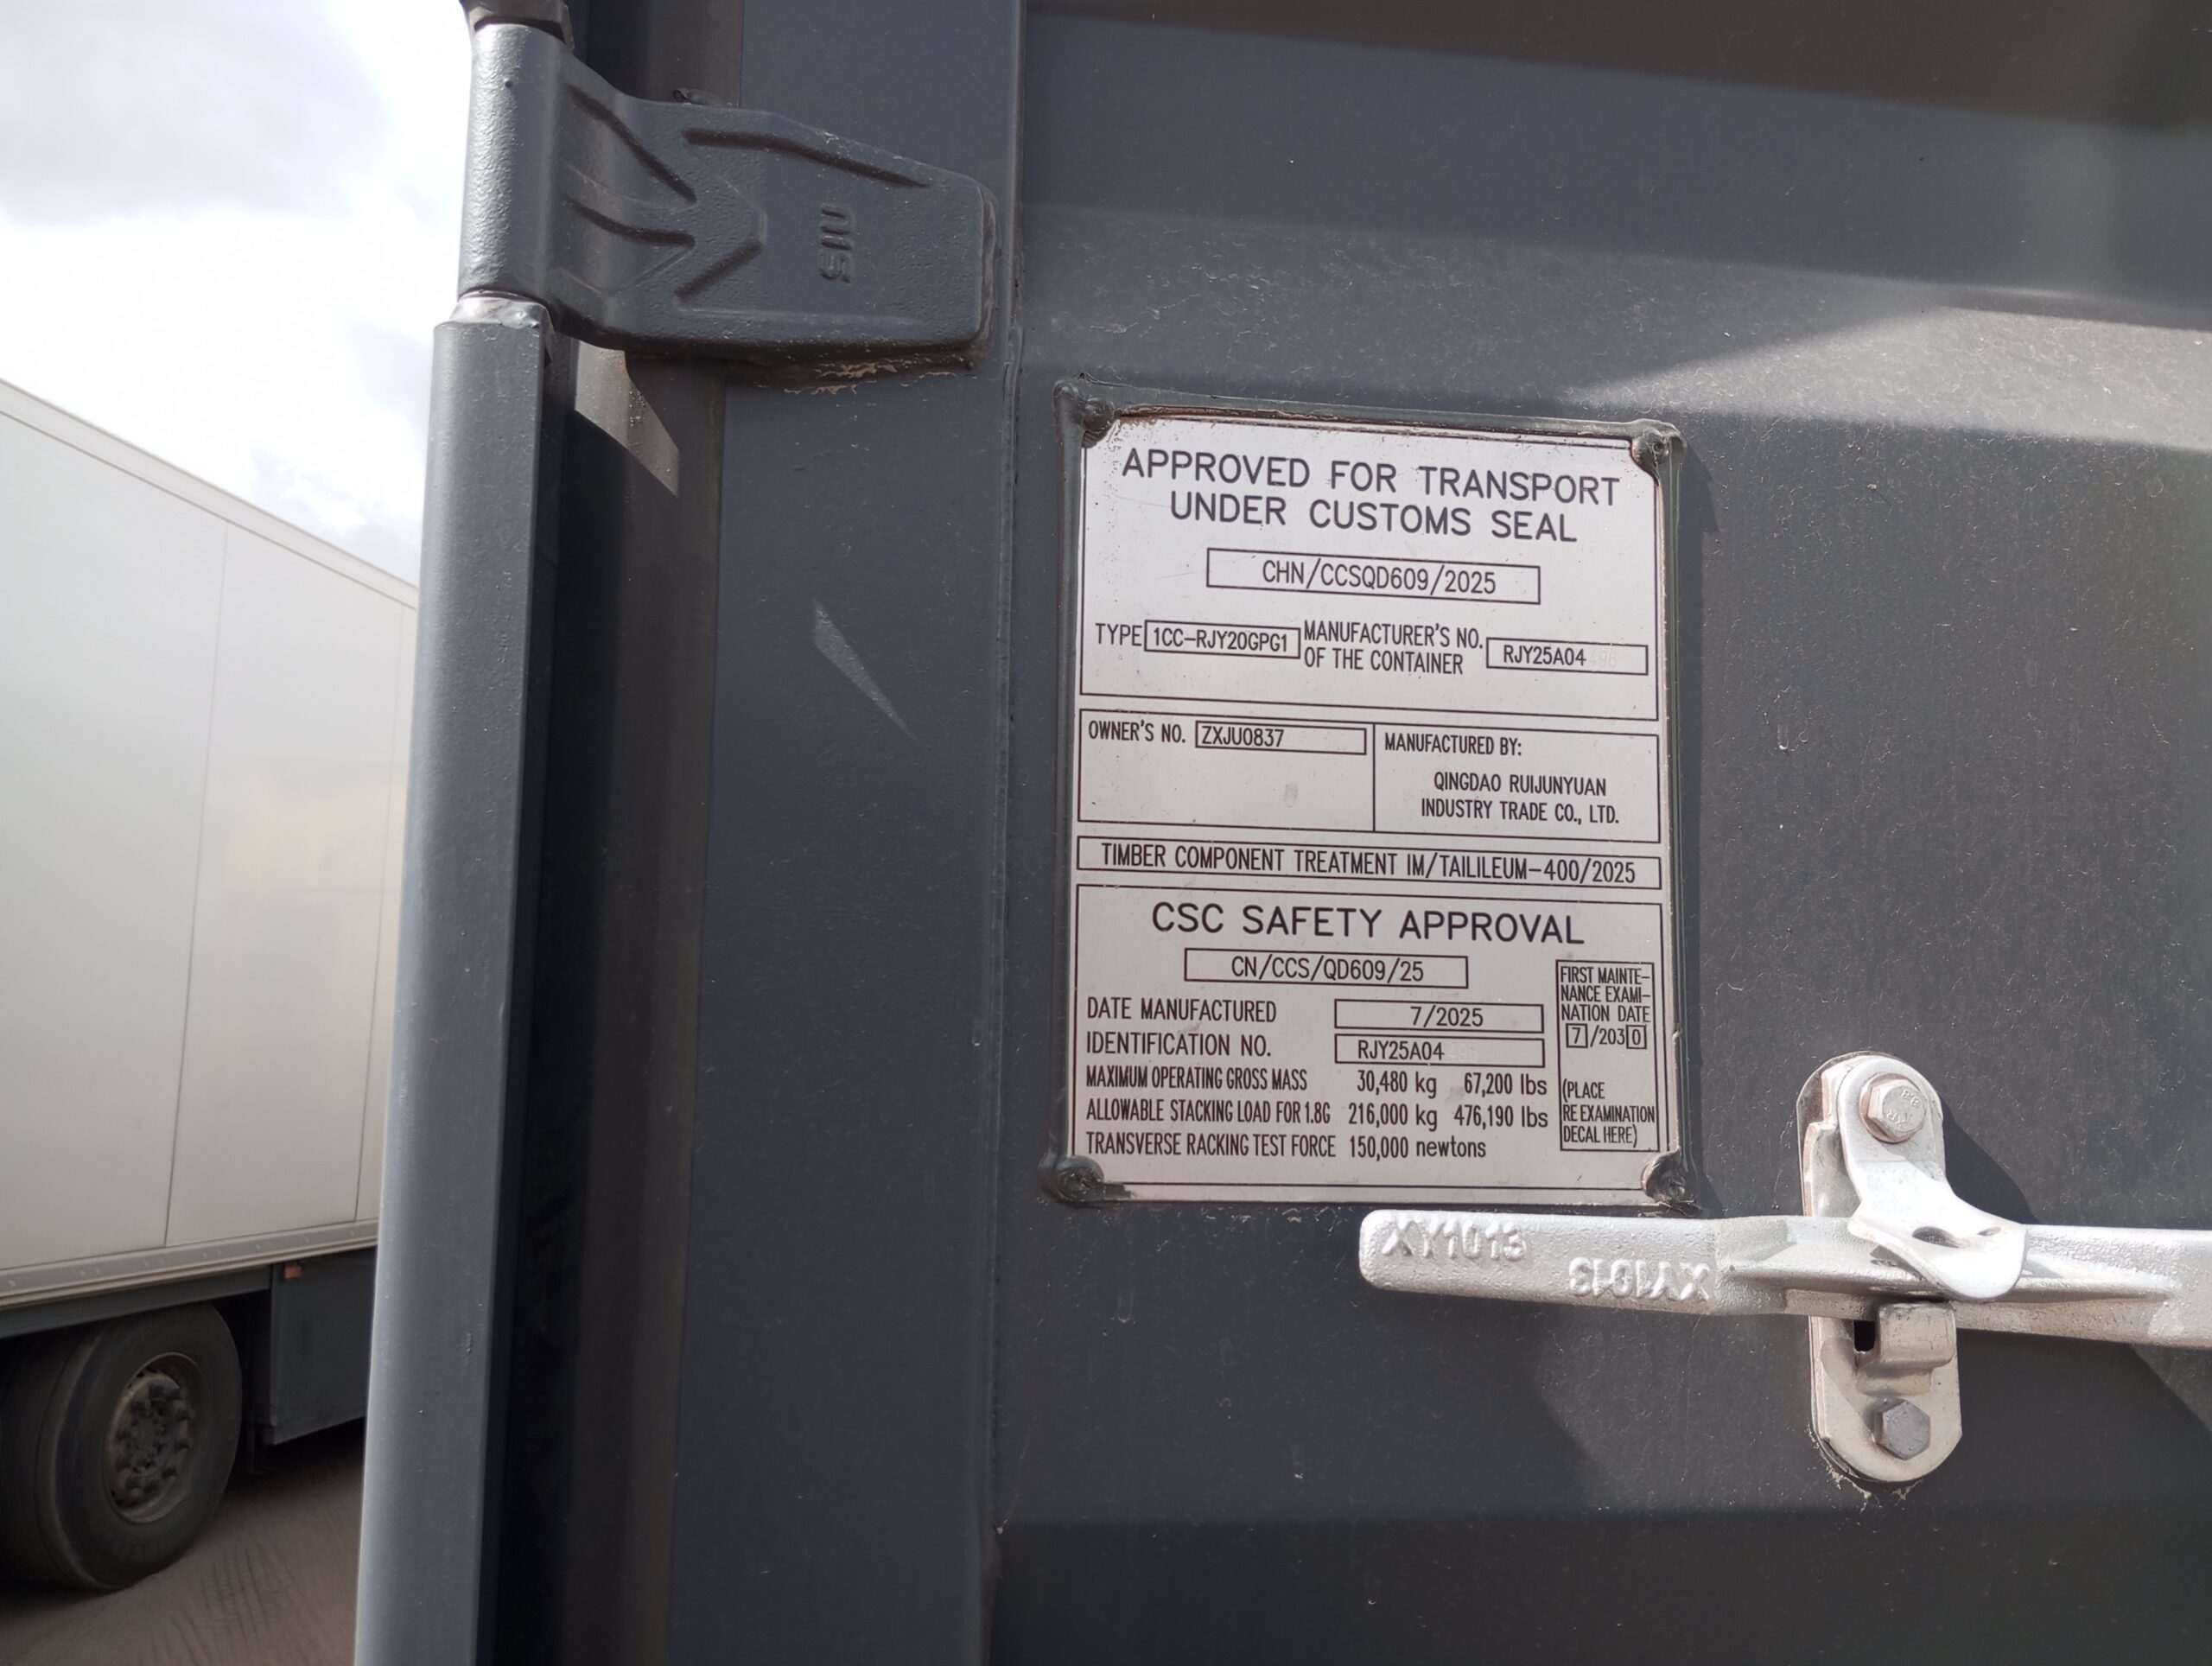 SIU
APPROVED FOR TRANSPORT
UNDER CUSTOMS SEAL
CHN/CCSQD609/2025
TYPE 1CC-RJY20GPG1 MANUFACTURER'S NO.
OF THE CONTAINER RJY25A04
OWNER'S NO. ZXJU0837
MANUFACTURED BY:
QINGDAO RUIJUNYUAN
INDUSTRY TRADE CO., LTD.
TIMBER COMPONENT TREATMENT IM/TAILILEUM-400/2025
CSC SAFETY APPROVAL
CN/CCS/QD609/25
DATE MANUFACTURED 7/2025
IDENTIFICATION NO. RJY25A04
MAXIMUM OPERATING GROSS MASS 30,480 kg 67,200 lbs
ALLOWABLE STACKING LOAD FOR 1.8G 216,000 kg 476,190 lbs
TRANSVERSE RACKING TEST FORCE 150,000 newtons
FIRST MAINTE-
NANCE EXAMI-
NATION DATE
7/2030
(PLACE
RE EXAMINATION
DECAL HERE)
XY1013
XY1013